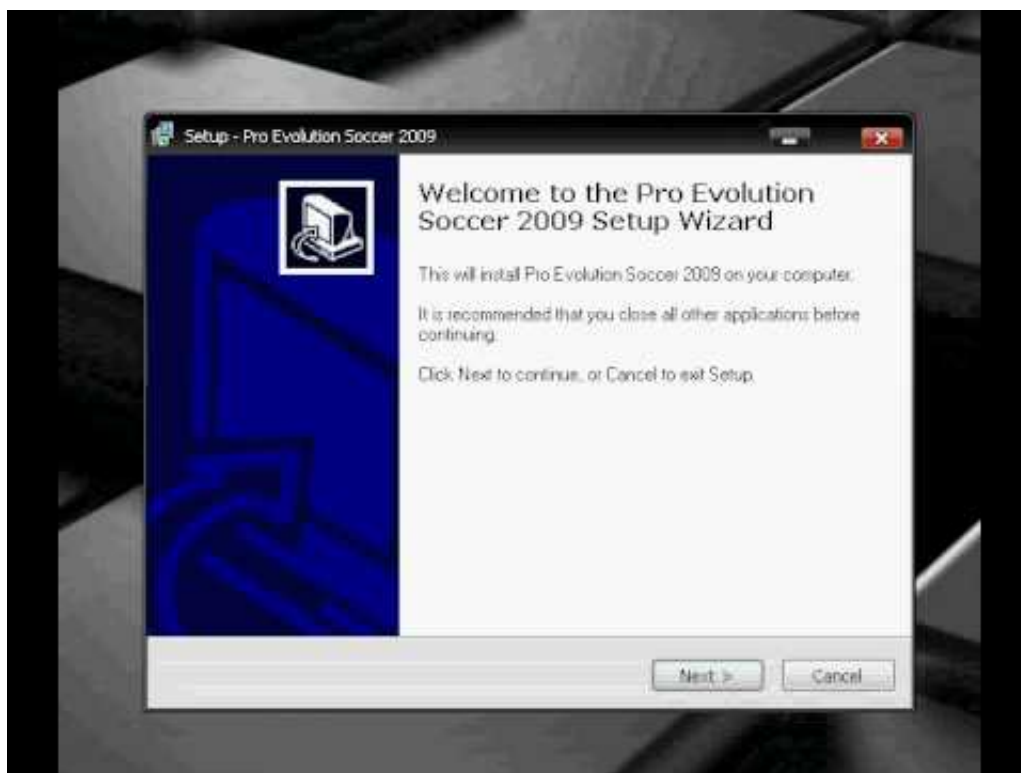 Setup - Pro Evolution Soccer 2009
Welcome to the Pro Evolution
Soccer 2009 Setup Wizard
This will install Pro Evolution Soccer 2009 on your computer.
It is recommended that you close all other applications before
continuing.
Click Next to continue, or Cancel to exit Setup.
Next >
Cancel